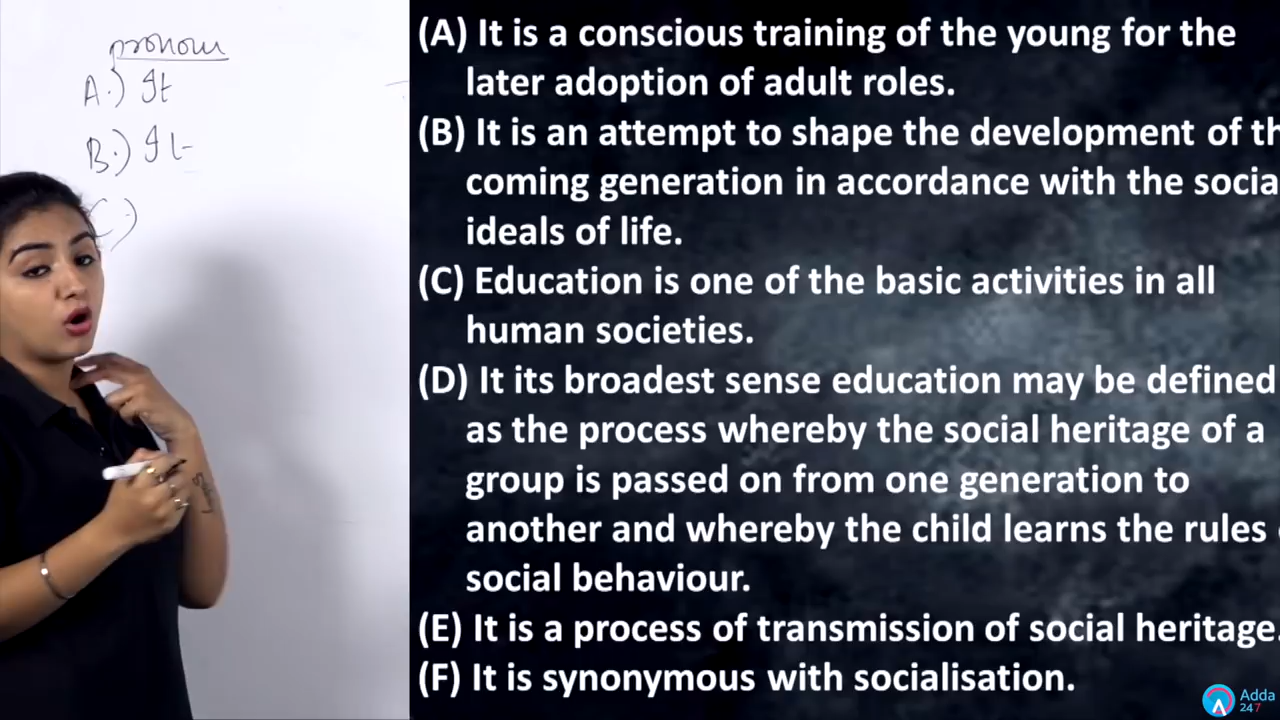 pronoun
A.) It
B.) It
C.)
(A) It is a conscious training of the young for the
later adoption of adult roles.
(B) It is an attempt to shape the development of th
coming generation in accordance with the socia
ideals of life.
(C) Education is one of the basic activities in all
human societies.
(D) It its broadest sense education may be defined
as the process whereby the social heritage of a
group is passed on from one generation to
another and whereby the child learns the rules
social behaviour.
(E) It is a process of transmission of social heritage.
(F) It is synonymous with socialisation.
Adda
247